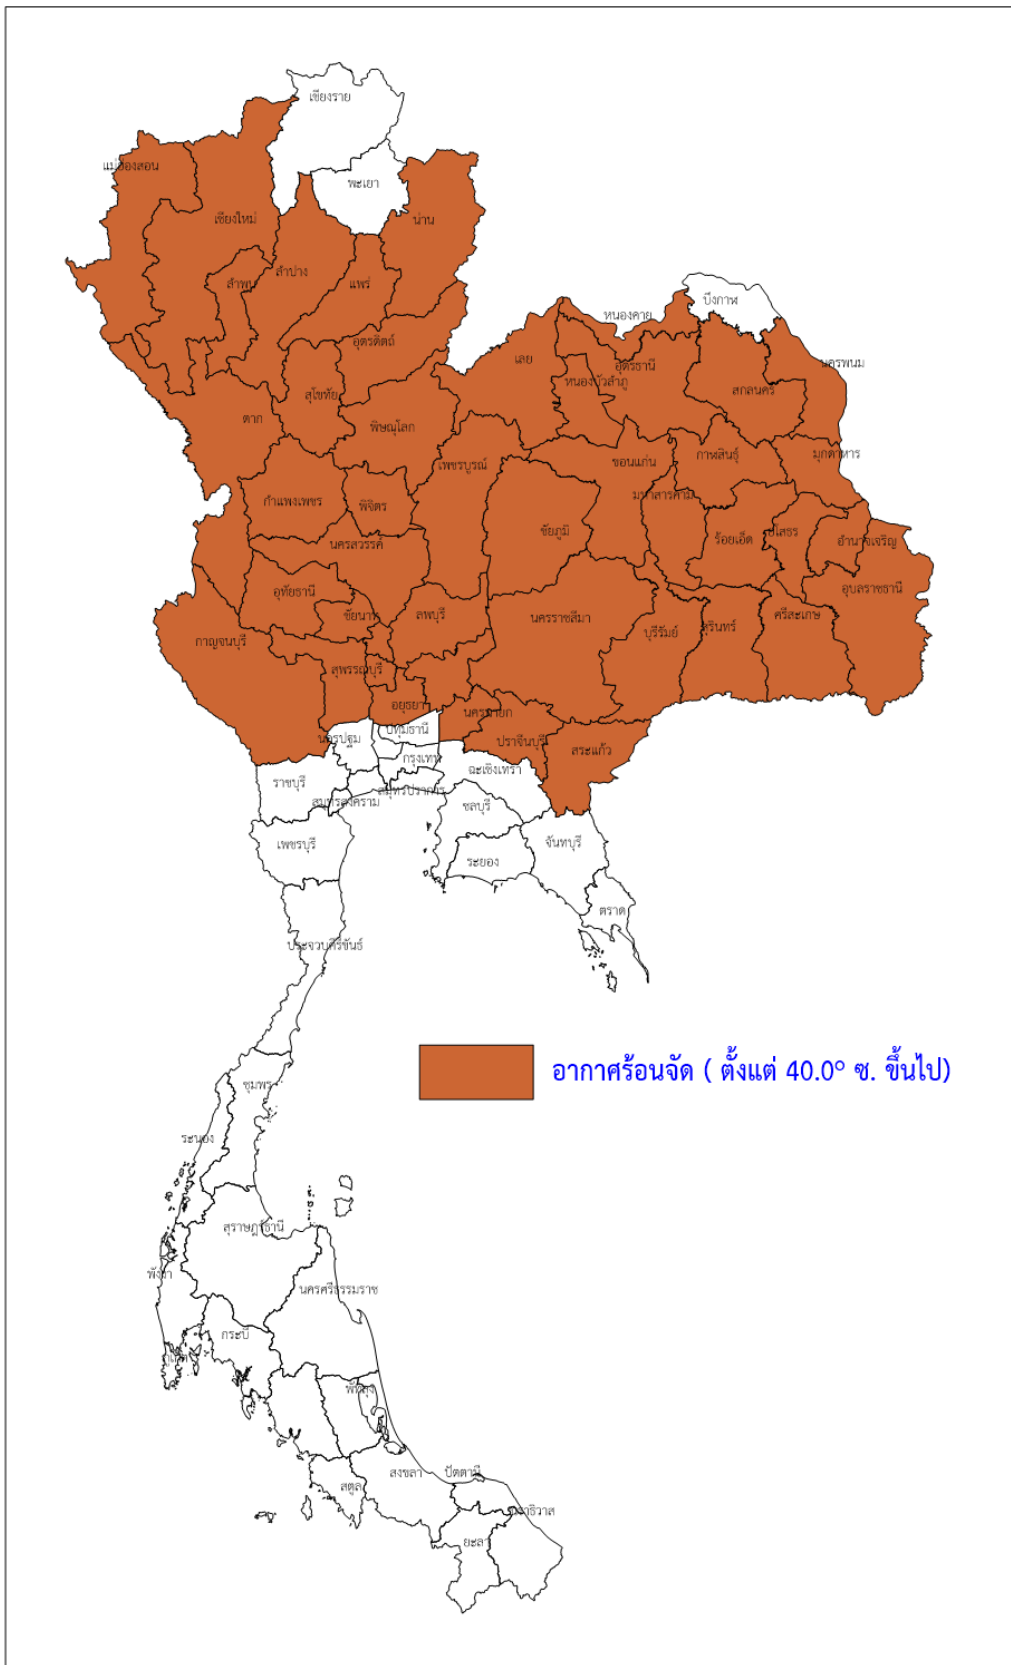 เชียงราย
แม่ฮ่องสอน
พะเยา
เชียงใหม่
น่าน
ลำปาง
ลำพูน
แพร่
บึงกาฬ
หนองคาย
อุตรดิตถ์
เลย
อุดรธานี
นครพนม
หนองบัวลำภู
สกลนคร
สุโขทัย
ตาก
พิษณุโลก
เพชรบูรณ์
ขอนแก่น
กาฬสินธุ์
มุกดาหาร
มหาสารคาม
กำแพงเพชร
พิจิตร
ชัยภูมิ
ร้อยเอ็ด
ยโสธร
อำนาจเจริญ
นครสวรรค์
อุทัยธานี
อุบลราชธานี
ชัยนาท
ลพบุรี
นครราชสีมา
ศรีสะเกษ
สุรินทร์
บุรีรัมย์
กาญจนบุรี
สุพรรณบุรี
อยุธยา
นครนายก
นครปฐม
ปทุมธานี
ปราจีนบุรี
สระแก้ว
กรุงเทพ
ฉะเชิงเทรา
ราชบุรี
สมุทรปราการ
สมุทรสงคราม
ชลบุรี
เพชรบุรี
จันทบุรี
ระยอง
ตราด
ประจวบคีรีขันธ์
อากาศร้อนจัด ( ตั้งแต่ 40.0° ซ. ขึ้นไป)
ชุมพร
ระนอง
สุราษฎร์ธานี
พังงา
นครศรีธรรมราช
กระบี่
ภูเก็ต
พัทลุง
สงขลา
ปัตตานี
สตูล
นราธิวาส
ยะลา